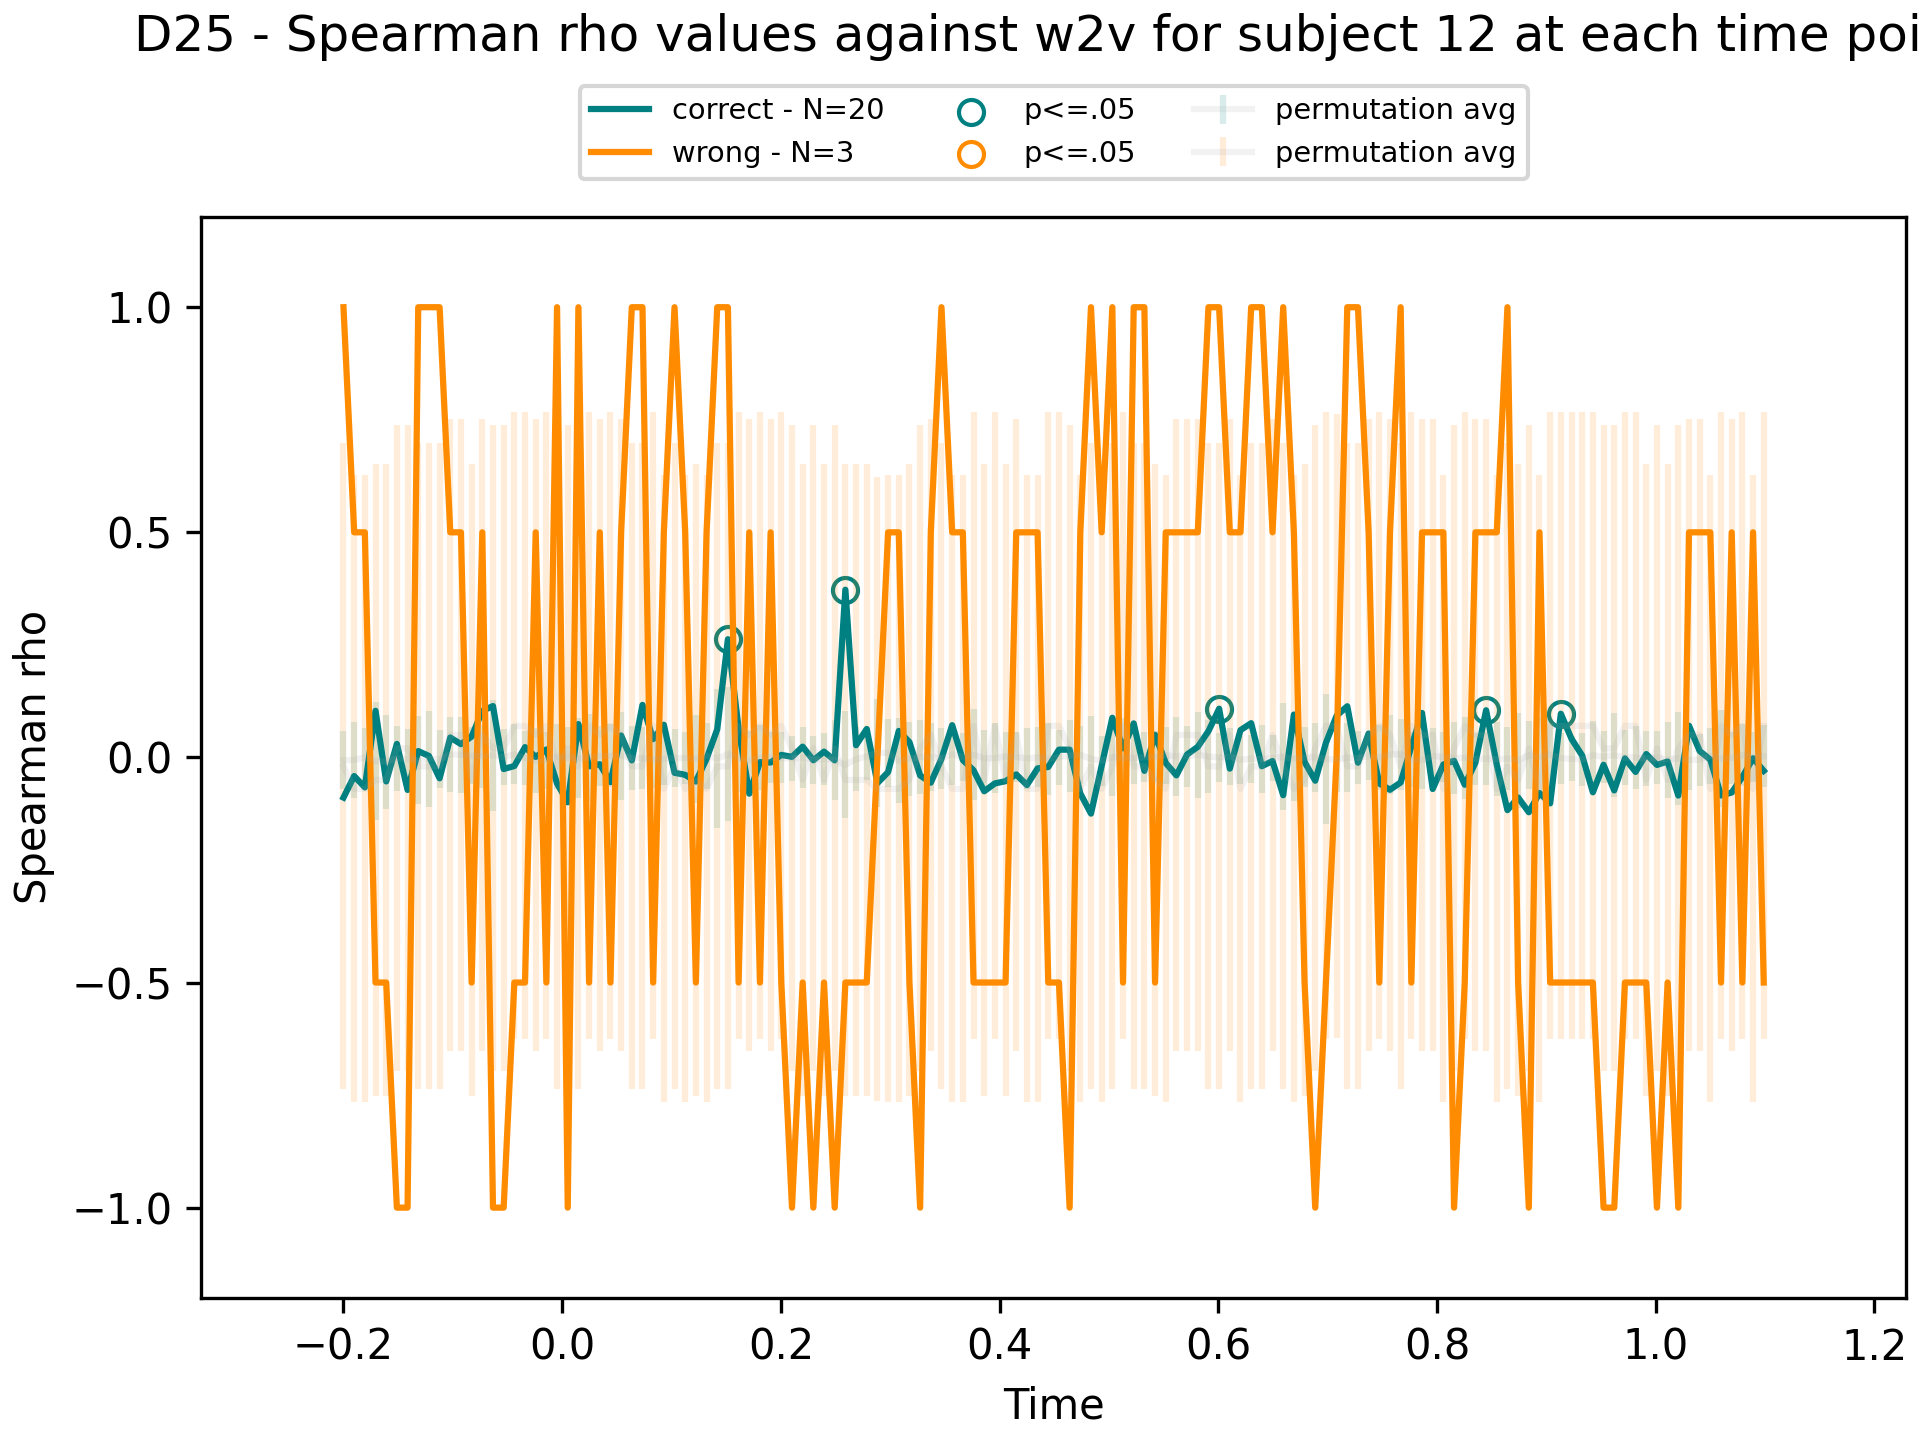 D25 - Spearman rho values against w2v for subject 12 at each time poi
correct - N=20 p<=.05 permutation avg
wrong - N=3 p<=.05 permutation avg
1.0
0.5
0.0
−0.5
−1.0
Spearman rho
−0.2 0.0 0.2 0.4 0.6 0.8 1.0 1.2
Time